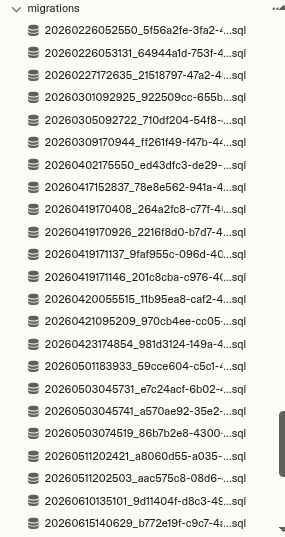 migrations
20260226052550_5f56a2fe-3fa2-4...sql
20260226053131_64944a1d-753f-4...sql
20260227172635_21518797-47a2-4...sql
20260301092925_922509cc-655b...sql
20260305092722_710df204-54f8-...sql
20260309170944_ff261f49-f47b-44...sql
20260402175550_ed43dfc3-de29-...sql
20260417152837_78e8e562-941a-4...sql
20260419170408_264a2fc8-c77f-4...sql
20260419170926_2216f8d0-b7d7-4...sql
20260419171137_9faf955c-096d-40...sql
20260419171146_201c8cba-c976-40...sql
20260420055515_11b95ea8-caf2-4...sql
20260421095209_970cb4ee-cc05-...sql
20260423174854_981d3124-149a-4...sql
20260501183933_59cce604-c5c1-4...sql
20260503045731_e7c24acf-6b02-...sql
20260503045741_a570ae92-35e2-...sql
20260503074519_86b7b2e8-4300-...sql
20260511202421_a8060d55-a035-...sql
20260511202503_aac575c8-08d6-...sql
20260610135101_9d11404f-d8c3-49...sql
20260615140629_b772e19f-c9c7-4a...sql